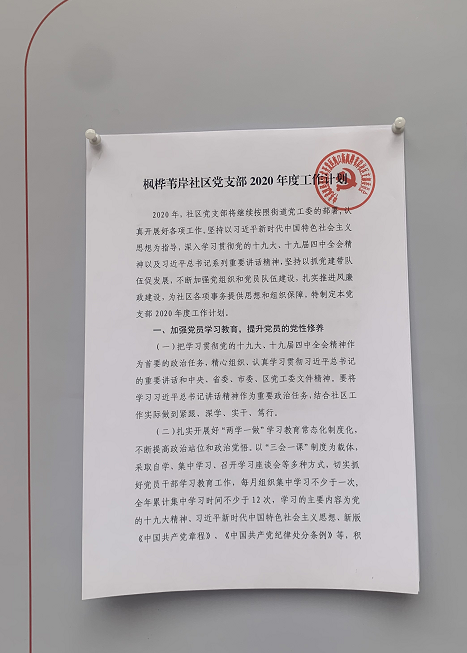 枫桦苇岸社区党支部 2020 年度工作计划
2020 年，社区党支部将继续按照街道党工委的部署，认
真开展好各项工作。坚持以习近平新时代中国特色社会主义
思想为指导，深入学习贯彻党的十九大、十九届四中全会精
神以及习近平总书记系列重要讲话精神，坚持以抓党建带队
伍促发展，不断加强党组织和党员队伍建设，扎实推进风廉
政建设，为社区各项事务提供思想和组织保障。特制定本党
支部 2020 年度工作计划。
一、加强党员学习教育、提升党员的党性修养
（一）把学习贯彻党的十九大、十九届四中全会精神作
为首要的政治任务，精心组织、认真学习贯彻习近平总书记
的重要讲话和中央、省委、市委、区党工委文件精神。要将
学习习近平总书记讲话精神作为重要政治任务，结合社区工
作实际做到紧跟、深学、实干、笃行。
（二）扎实开展好“两学一做”学习教育常态化制度化，
不断提高政治站位和政治觉悟。以“三会一课”制度为载体，
采取自学、集中学习、召开学习座谈会等多种方式，切实抓
好党员干部学习教育工作，每月组织集中学习不少于一次，
全年累计集中学习时间不少于 12 次，学习的主要内容为党
的十九大精神、习近平新时代中国特色社会主义思想、新版
《中国共产党章程》、《中国共产党纪律处分条例》等，积